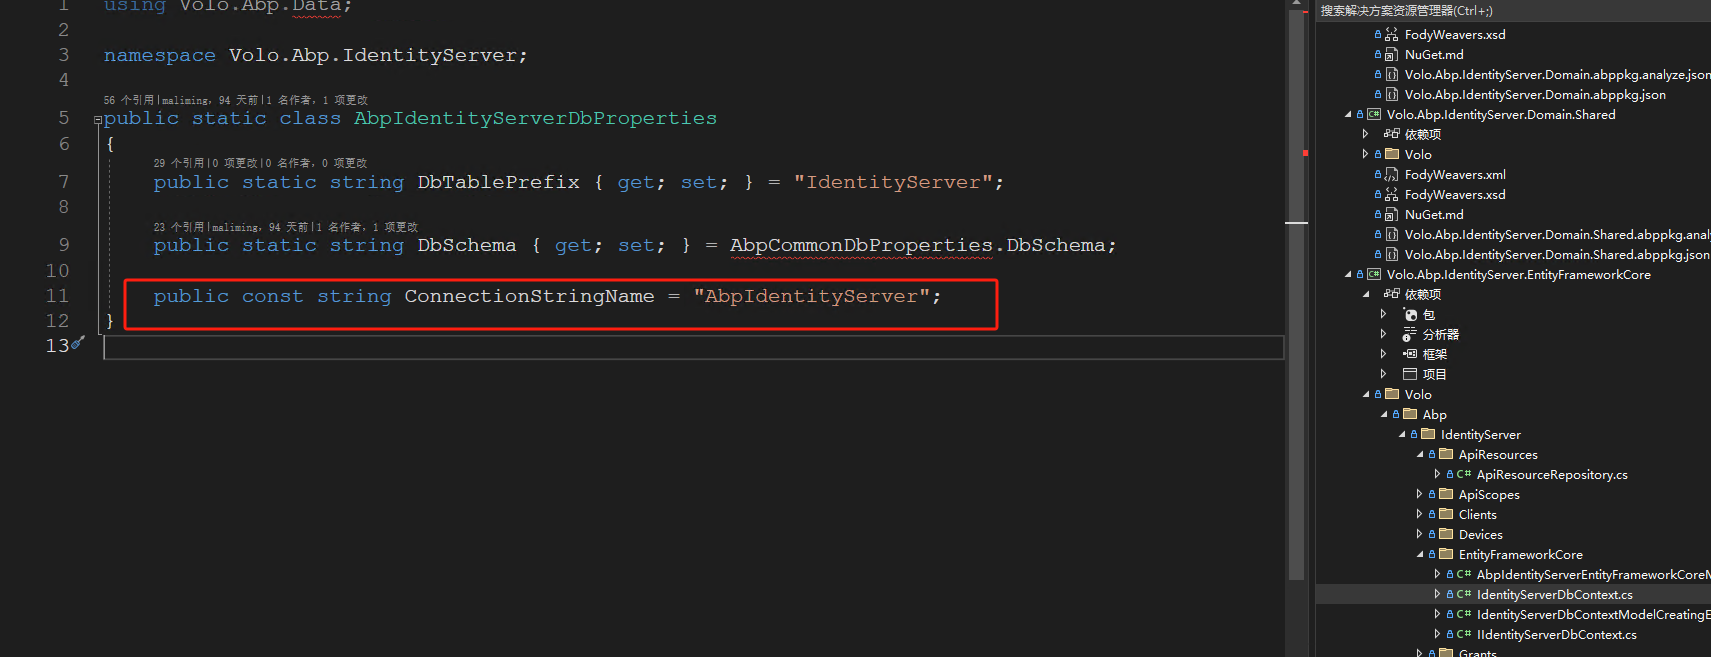 1 using Volo.Abp.Data;
2
3 namespace Volo.Abp.IdentityServer;
4
56 个引用|maliming，94 天前|1 名作者，1 项更改
5 public static class AbpIdentityServerDbProperties
6 {
29 个引用|0 项更改|0 名作者，0 项更改
7 public static string DbTablePrefix { get; set; } = "IdentityServer";
8
23 个引用|maliming，94 天前|1 名作者，1 项更改
9 public static string DbSchema { get; set; } = AbpCommonDbProperties.DbSchema;
10
11 public const string ConnectionStringName = "AbpIdentityServer";
12 }
13
搜索解决方案资源管理器(Ctrl+;)
FodyWeavers.xsd
NuGet.md
Volo.Abp.IdentityServer.Domain.abppkg.analyze.json
Volo.Abp.IdentityServer.Domain.abppkg.json
C# Volo.Abp.IdentityServer.Domain.Shared
依赖项
Volo
FodyWeavers.xml
FodyWeavers.xsd
NuGet.md
Volo.Abp.IdentityServer.Domain.Shared.abppkg.anal
Volo.Abp.IdentityServer.Domain.Shared.abppkg.json
C# Volo.Abp.IdentityServer.EntityFrameworkCore
依赖项
包
分析器
框架
项目
Volo
Abp
IdentityServer
ApiResources
C# ApiResourceRepository.cs
ApiScopes
Clients
Devices
EntityFrameworkCore
C# AbpIdentityServerEntityFrameworkCoreM
C# IdentityServerDbContext.cs
C# IdentityServerDbContextModelCreatingE
C# IIdentityServerDbContext.cs
Grants